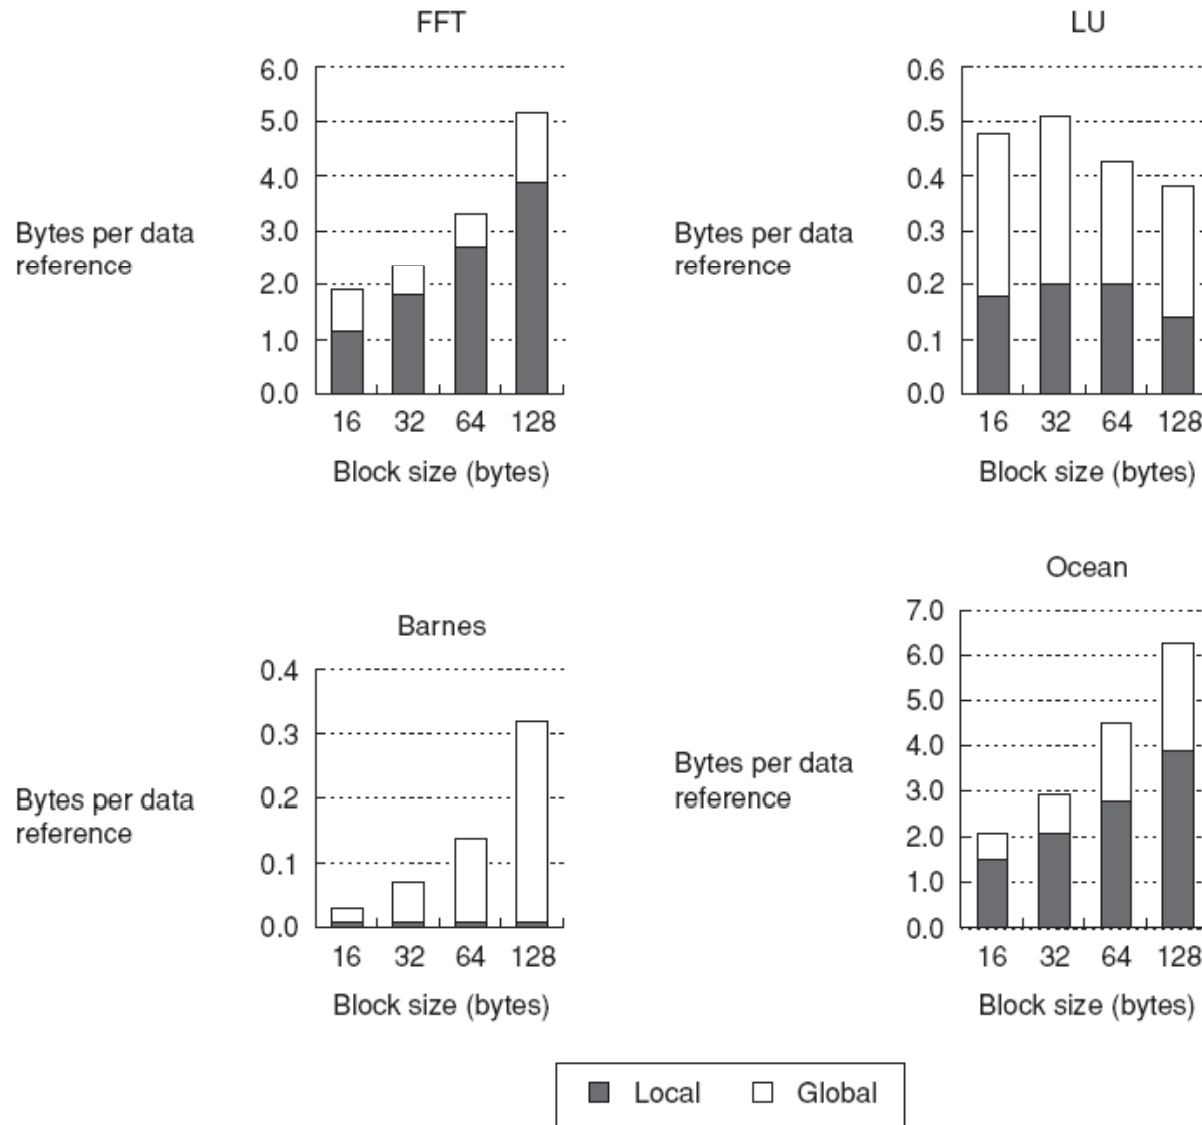 FFT
6.0
5.0
4.0
3.0
2.0
1.0
0.0
Bytes per data
reference
16 32 64 128
Block size (bytes)
LU
0.6
0.5
0.4
0.3
0.2
0.1
0.0
Bytes per data
reference
16 32 64 128
Block size (bytes)
Barnes
0.4
0.3
0.2
0.1
0.0
Bytes per data
reference
16 32 64 128
Block size (bytes)
Ocean
7.0
6.0
5.0
4.0
3.0
2.0
1.0
0.0
Bytes per data
reference
16 32 64 128
Block size (bytes)
Local Global